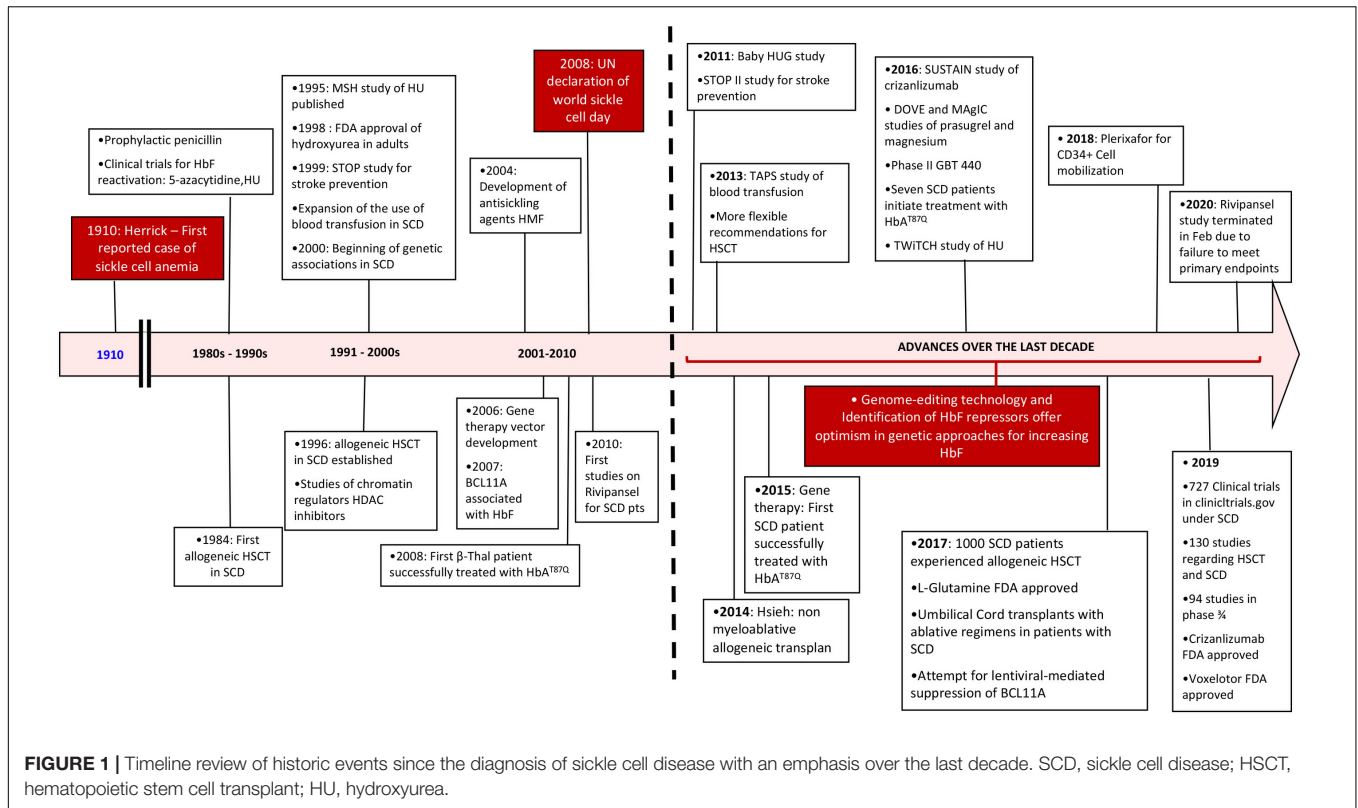 2008: UN
declaration of
world sickle
cell day
•2011: Baby HUG study
•STOP II study for stroke
prevention
•2016: SUSTAIN study of
crizanlizumab
• DOVE and MAgIC
studies of prasugrel and
magnesium
•Phase II GBT 440
•Seven SCD patients
initiate treatment with
HbA^T87Q
• TWiTCH study of HU
•1995: MSH study of HU
published
•1998 : FDA approval of
hydroxyurea in adults
•1999: STOP study for
stroke prevention
•Expansion of the use of
blood transfusion in SCD
•2000: Beginning of genetic
associations in SCD
•Prophylactic penicillin
•Clinical trials for HbF
reactivation: 5-azacytidine,HU
• 2018: Plerixafor for
CD34+ Cell
mobilization
•2004:
Development of
antisickling
agents HMF
•2013: TAPS study of
blood transfusion
•More flexible
recommendations for
HSCT
•2020: Rivipansel study
terminated
in Feb due to
failure to meet
primary endpoints
1910: Herrick – First
reported case of
sickle cell anemia
1910
1980s - 1990s
1991 - 2000s
2001-2010
ADVANCES OVER THE LAST DECADE
• Genome-editing technology and
Identification of HbF repressors offer
optimism in genetic approaches for increasing
HbF
•1984: First
allogeneic HSCT
in SCD
•1996: allogeneic HSCT
in SCD established
•Studies of chromatin
regulators HDAC
inhibitors
•2006: Gene
therapy vector
development
•2007:
BCL11A
associated
with HbF
•2008: First β-Thal patient
successfully treated with HbA^T87Q
•2010:
First
studies on
Rivipansel
for SCD pts
•2014: Hsieh: non
myeloablative
allogeneic transplan
•2015: Gene
therapy: First
SCD patient
successfully
treated with
HbA^T87Q
•2017: 1000 SCD patients
experienced allogeneic HSCT
•L-Glutamine FDA approved
•Umbilical Cord transplants with
ablative regimens in patients with
SCD
•Attempt for lentiviral-mediated
suppression of BCL11A
• 2019
•727 Clinical trials
in clinicltrials.gov
under SCD
•130 studies
regarding HSCT
and SCD
•94 studies in
phase ¾
•Crizanlizumab
FDA approved
•Voxelotor FDA
approved
FIGURE 1 | Timeline review of historic events since the diagnosis of sickle cell disease with an emphasis over the last decade. SCD, sickle cell disease; HSCT,
hematopoietic stem cell transplant; HU, hydroxyurea.